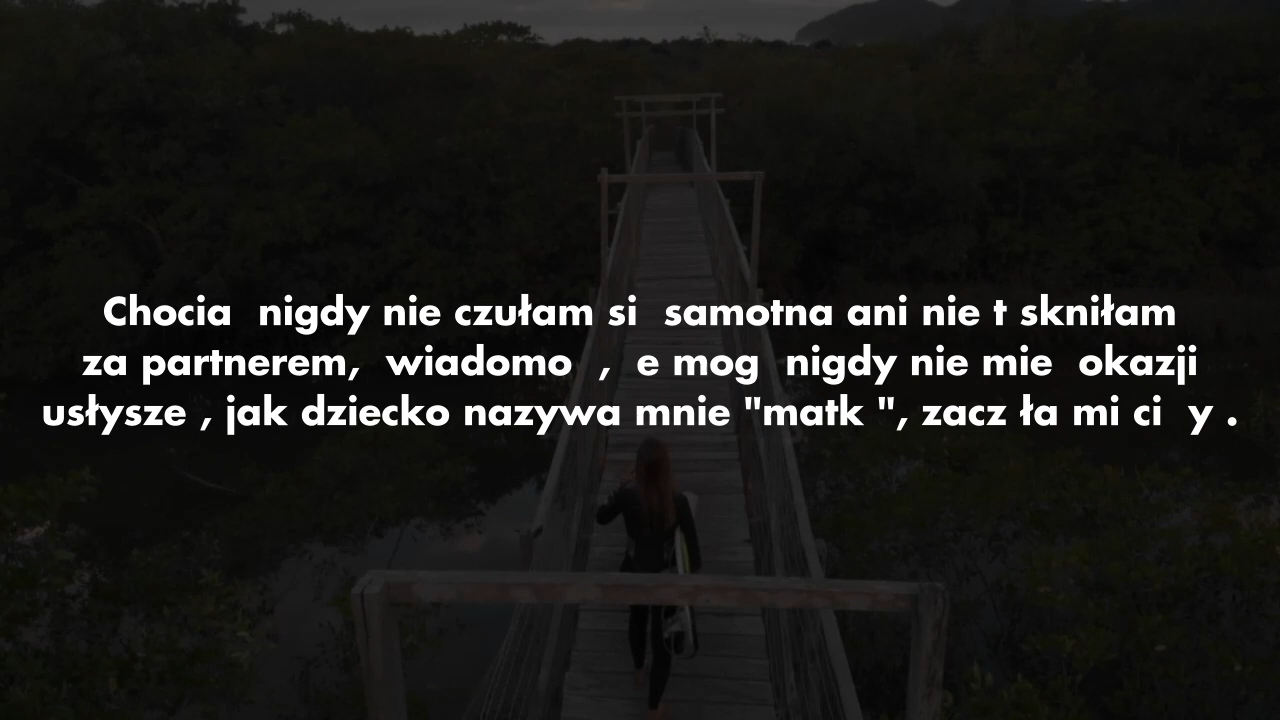 Chocia  nigdy nie czułam si  samotna ani nie t skniłam
za partnerem,  wiadomo  ,  e mog  nigdy nie mie  okazji
usłysze , jak dziecko nazywa mnie "matk ", zacz ła mi ci  y .